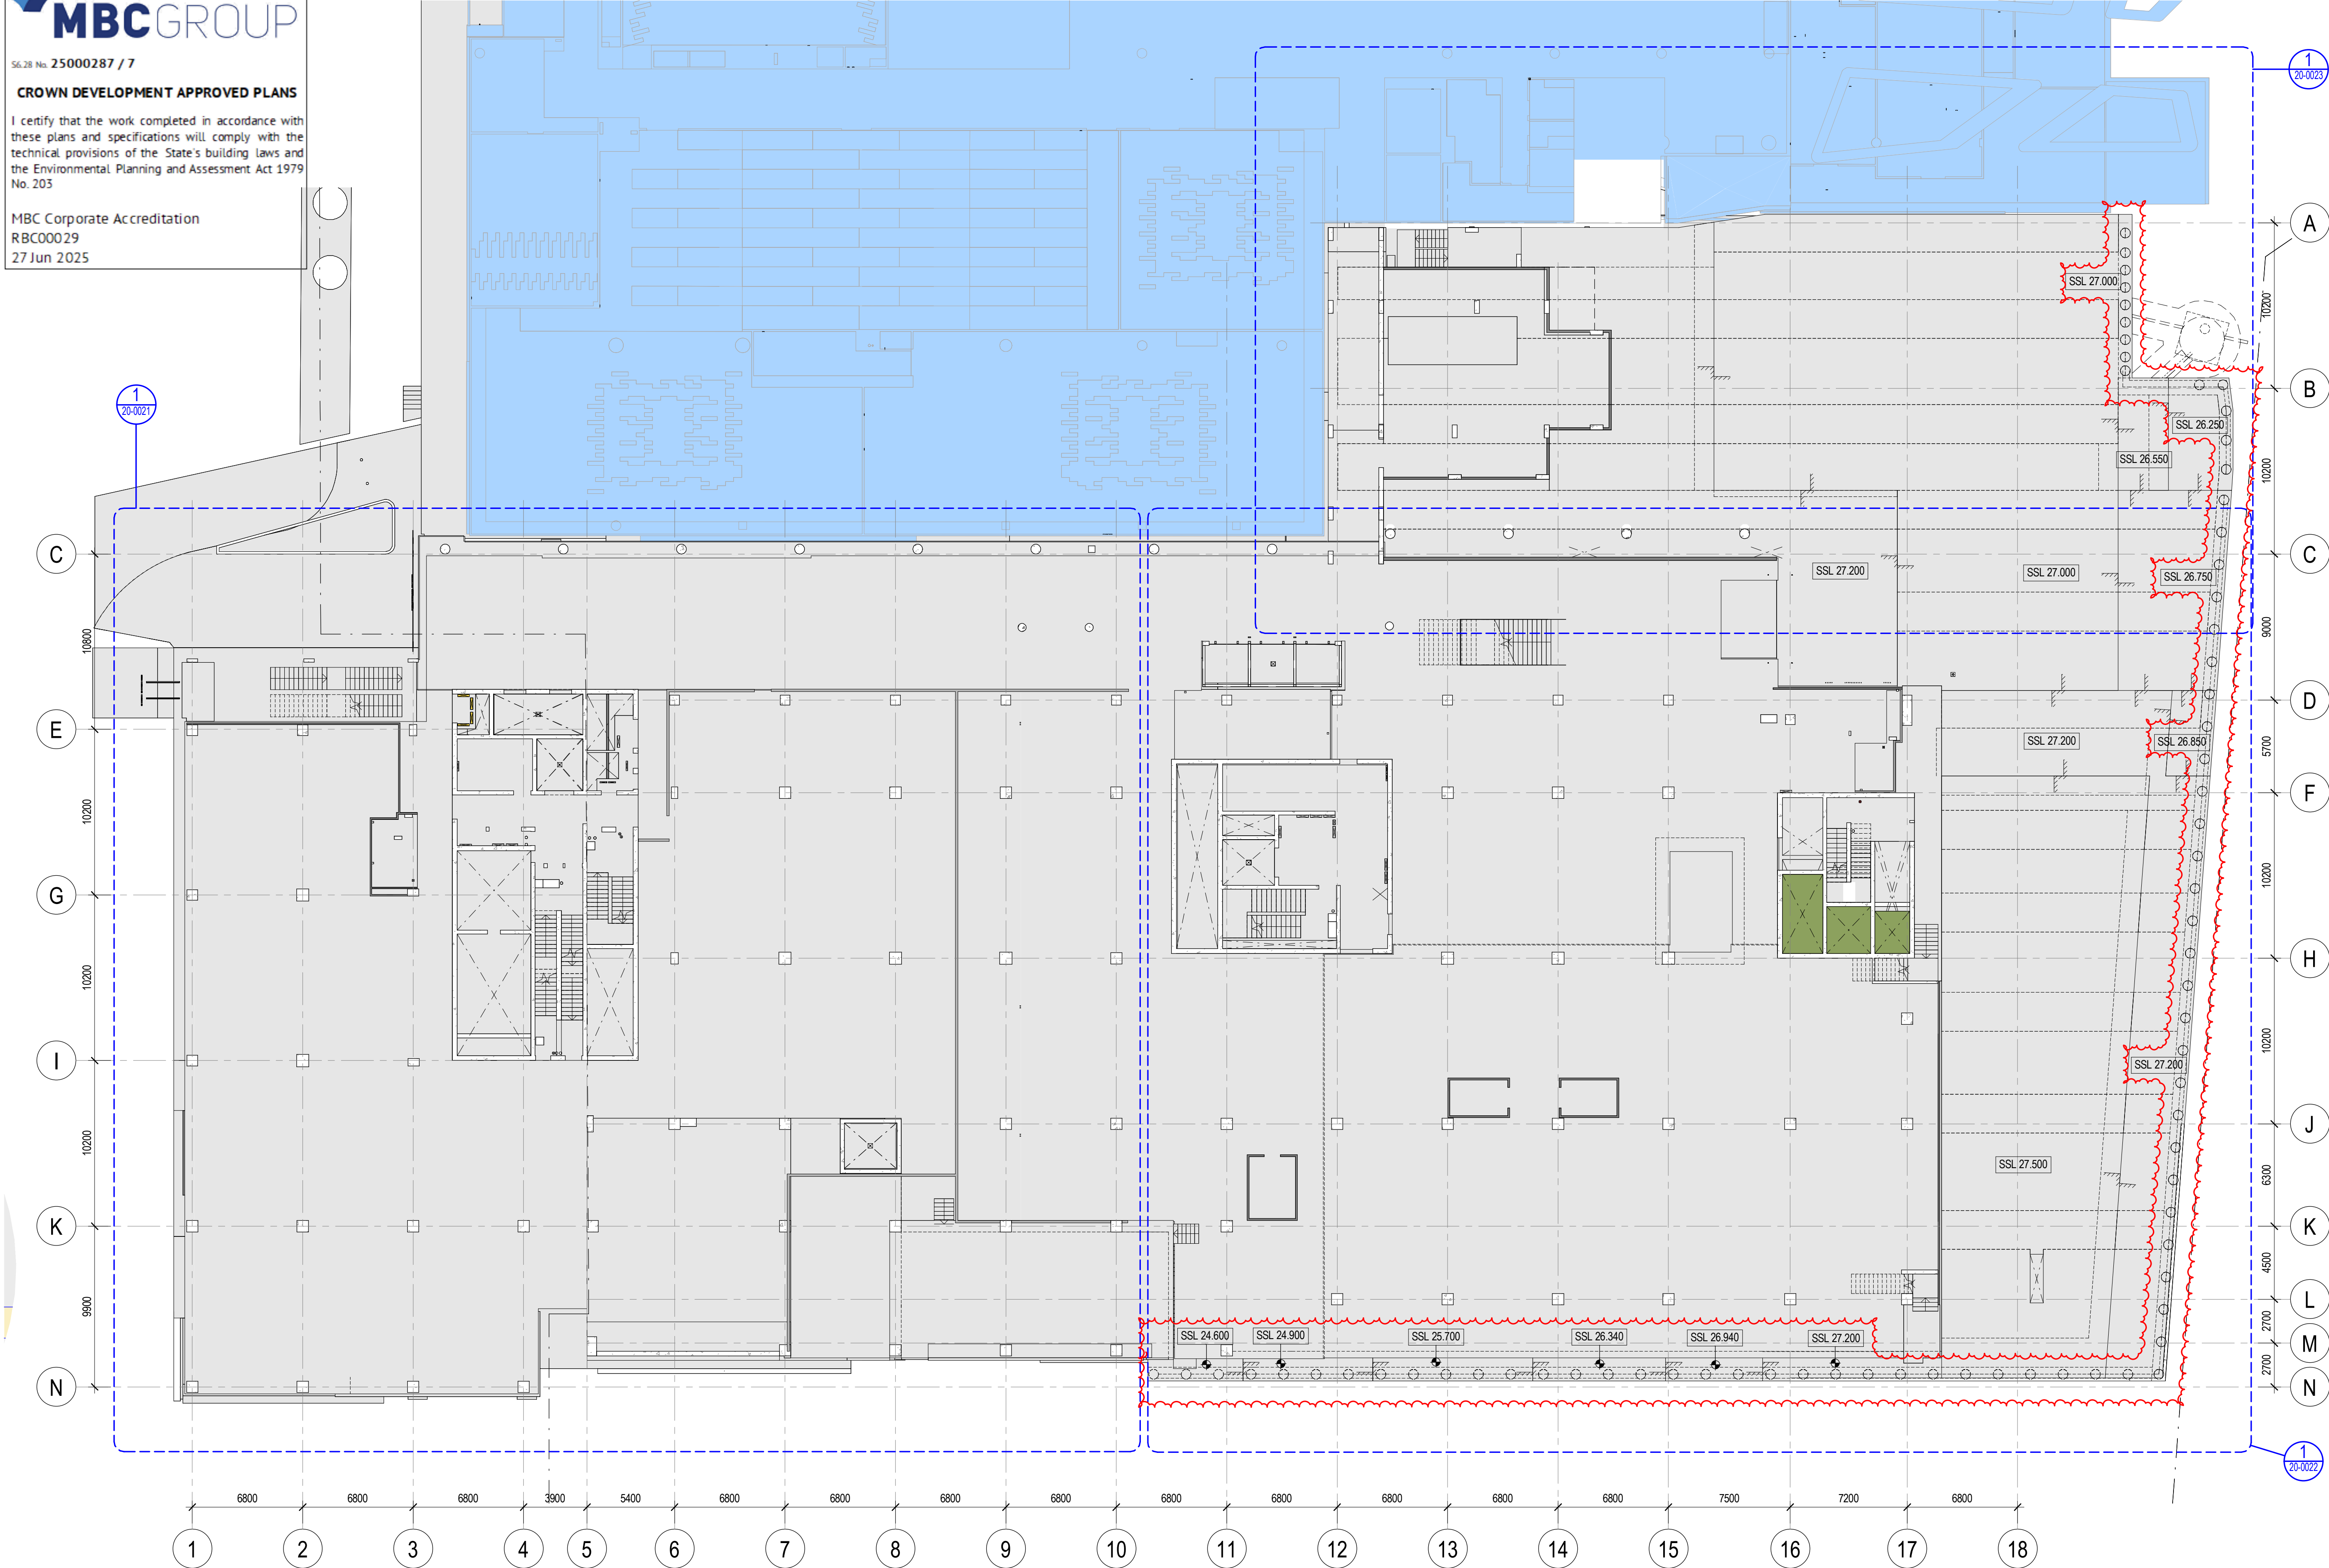 MBCGROUP
S6.28 No. 25000287 / 7
CROWN DEVELOPMENT APPROVED PLANS
I certify that the work completed in accordance with
these plans and specifications will comply with the
technical provisions of the State's building laws and
the Environmental Planning and Assessment Act 1979
No. 203
MBC Corporate Accreditation
RBC00029
27 Jun 2025
1
20-0023
A
SSL 27.000
10200
1
20-0021
B
SSL 26.250
SSL 26.550
10200
C
C
SSL 27.200
SSL 27.000
SSL 26.750
10800
9000
D
E
SSL 27.200
SSL 26.850
5700
F
10200
10200
G
H
10200
10200
I
SSL 27.200
J
10200
SSL 27.500
6300
K
K
4500
9900
L
2700
SSL 24.600
SSL 24.900
SSL 25.700
SSL 26.340
SSL 26.940
SSL 27.200
M
2700
N
N
1
20-0022
6800
6800
6800
3900
5400
6800
6800
6800
6800
6800
6800
6800
6800
6800
7500
7200
6800
1
2
3
4
5
6
7
8
9
10
11
12
13
14
15
16
17
18